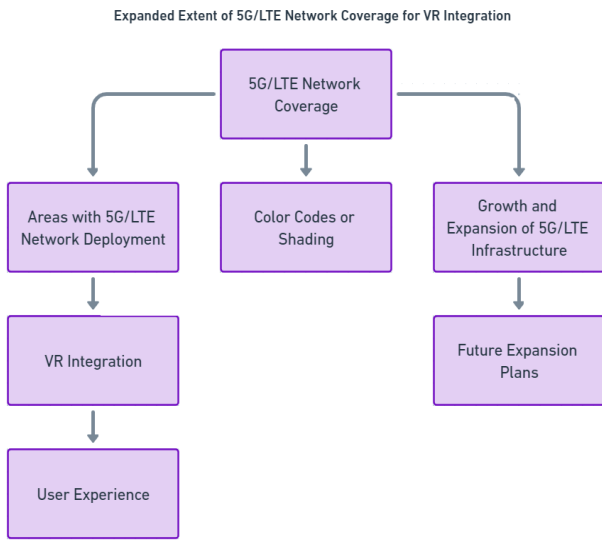 Expanded Extent of 5G/LTE Network Coverage for VR Integration
5G/LTE Network
Coverage
Areas with 5G/LTE
Network Deployment
Color Codes or
Shading
Growth and
Expansion of 5G/LTE
Infrastructure
VR Integration
Future Expansion
Plans
User Experience